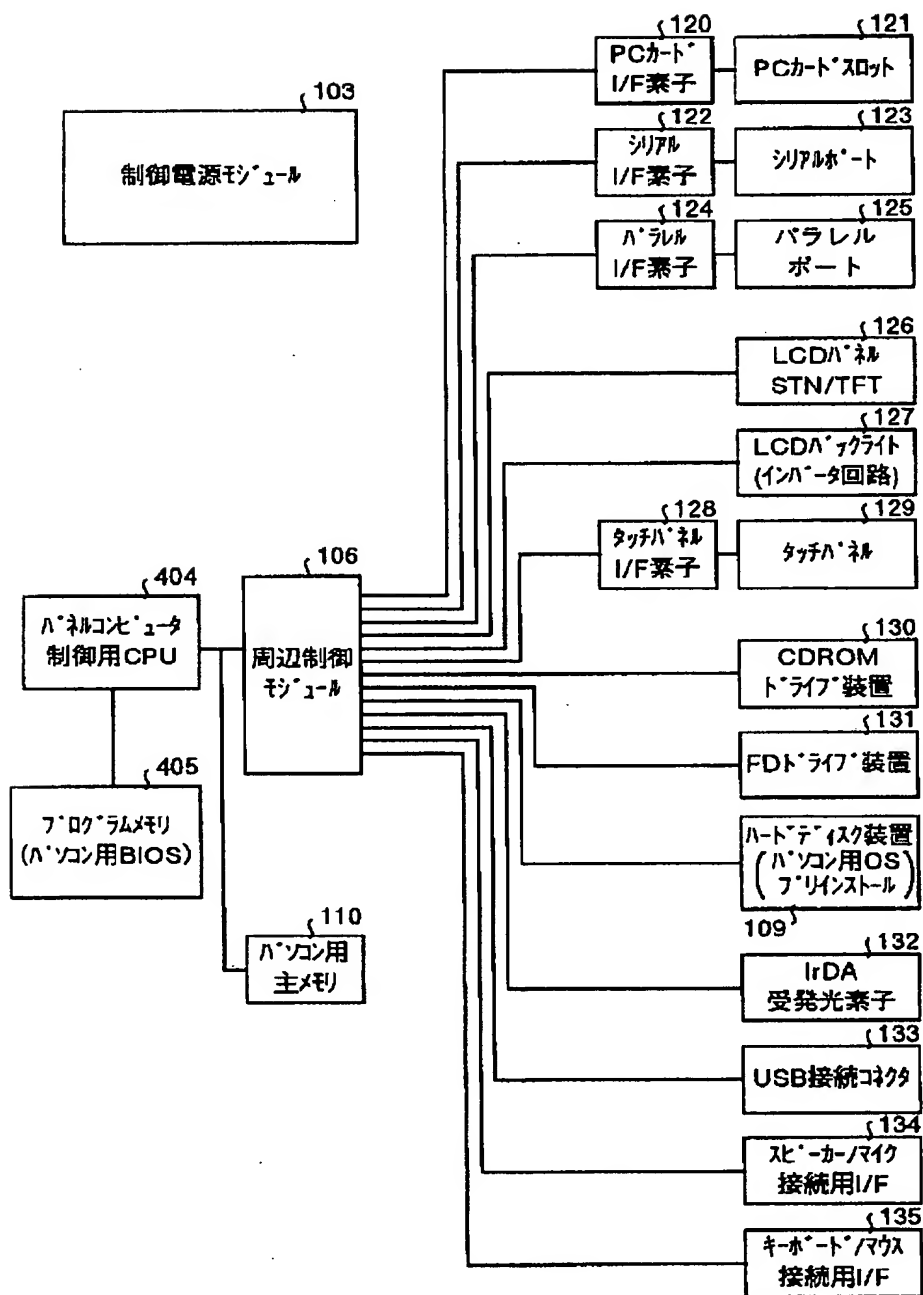 120
PCカード
I/F素子
121
PCカードスロット
103
制御電源モジュール
122
シリアル
I/F素子
123
シリアルポート
124
パラレル
I/F素子
125
パラレル
ポート
126
LCDパネル
STN/TFT
127
LCDバックライト
(インバータ回路)
128
タッチパネル
I/F素子
129
タッチパネル
106
周辺制御
モジュール
404
パネルコンピュータ
制御用CPU
405
プログラムメモリ
(パソコン用BIOS)
110
パソコン用
主メモリ
130
CDROM
ドライブ装置
131
FDドライブ装置
ハードディスク装置
(パソコン用OS
プリインストール)
109
132
IrDA
受発光素子
133
USB接続コネクタ
134
スピーカー/マイク
接続用I/F
135
キーボード/マウス
接続用I/F